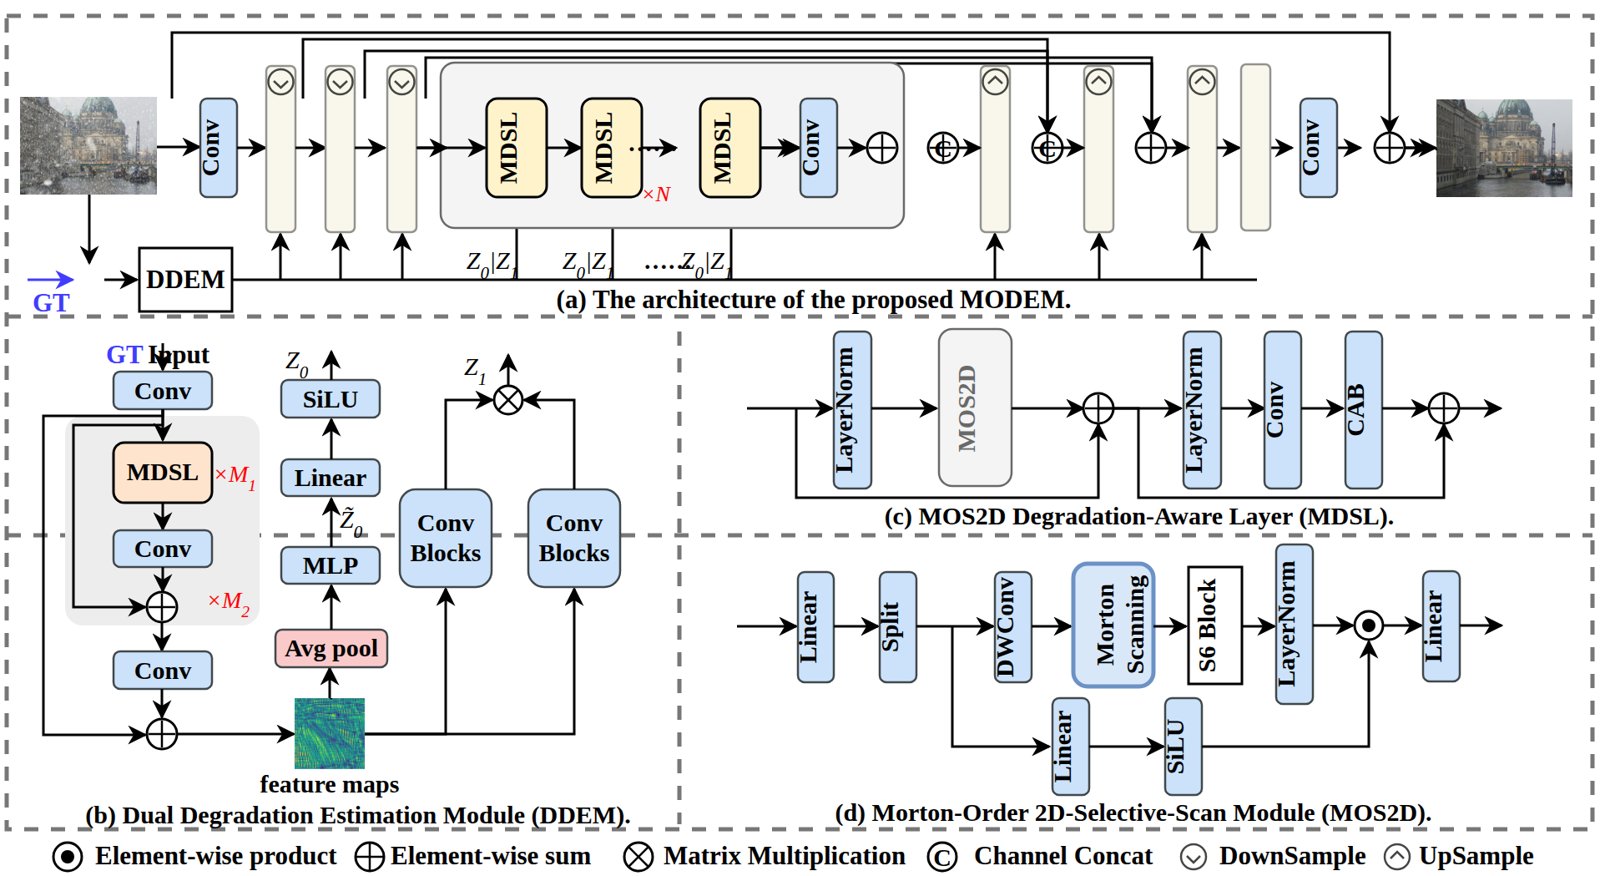 Conv
MDSL
MDSL
......
MDSL
Conv
C
C
Conv
×N
Z0|Z1
Z0|Z1
......
Z0|Z1
GT
DDEM
(a) The architecture of the proposed MODEM.
GT Input
Conv
MDSL
×M1
Conv
×M2
Conv
Z0
SiLU
Linear
Z̃0
MLP
Avg pool
feature maps
Z1
Conv
Blocks
Conv
Blocks
(b) Dual Degradation Estimation Module (DDEM).
LayerNorm
MOS2D
LayerNorm
Conv
CAB
(c) MOS2D Degradation-Aware Layer (MDSL).
Linear
Split
DWConv
Morton
Scanning
S6 Block
LayerNorm
Linear
Linear
SiLU
(d) Morton-Order 2D-Selective-Scan Module (MOS2D).
Element-wise product
Element-wise sum
Matrix Multiplication
C
Channel Concat
DownSample
UpSample